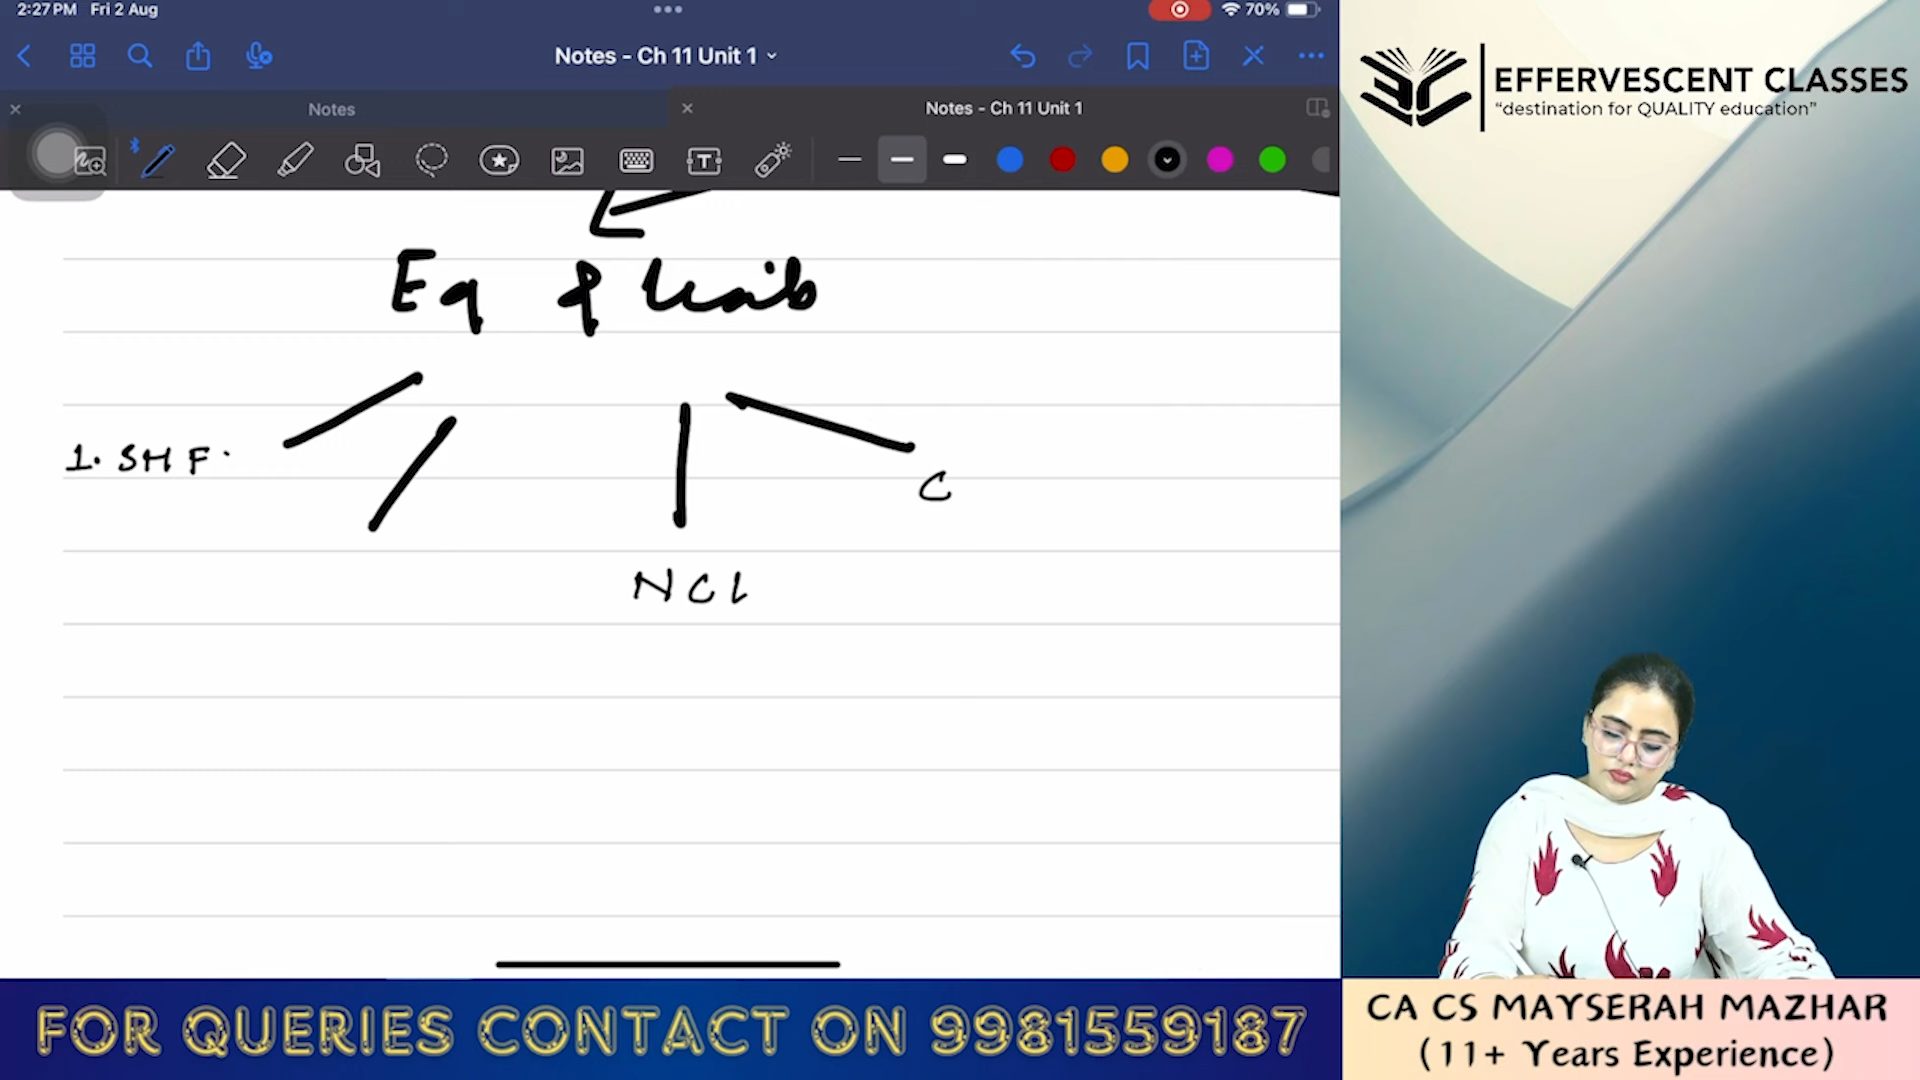 2:27 PM Fri 2 Aug
70%
Notes - Ch 11 Unit 1
Notes
Notes - Ch 11 Unit 1
Eq & Liab
1. SHF.
C
NCL
EFFERVESCENT CLASSES
"destination for QUALITY education"
FOR QUERIES CONTACT ON 9981559187
CA CS MAYSERAH MAZHAR
(11+ Years Experience)